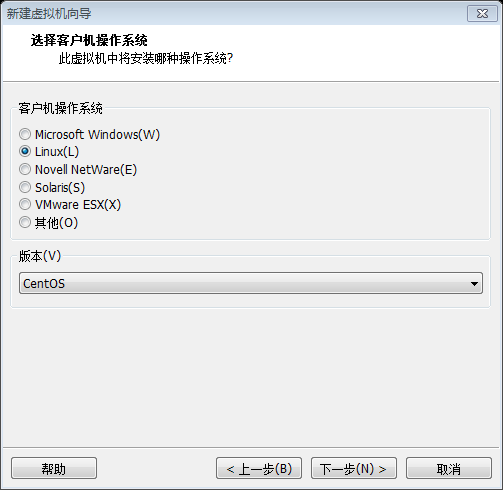 新建虚拟机向导
选择客户机操作系统
此虚拟机中将安装哪种操作系统?
客户机操作系统
Microsoft Windows(W)
Linux(L)
Novell NetWare(E)
Solaris(S)
VMware ESX(X)
其他(O)
版本(V)
CentOS
帮助
< 上一步(B)
下一步(N) >
取消